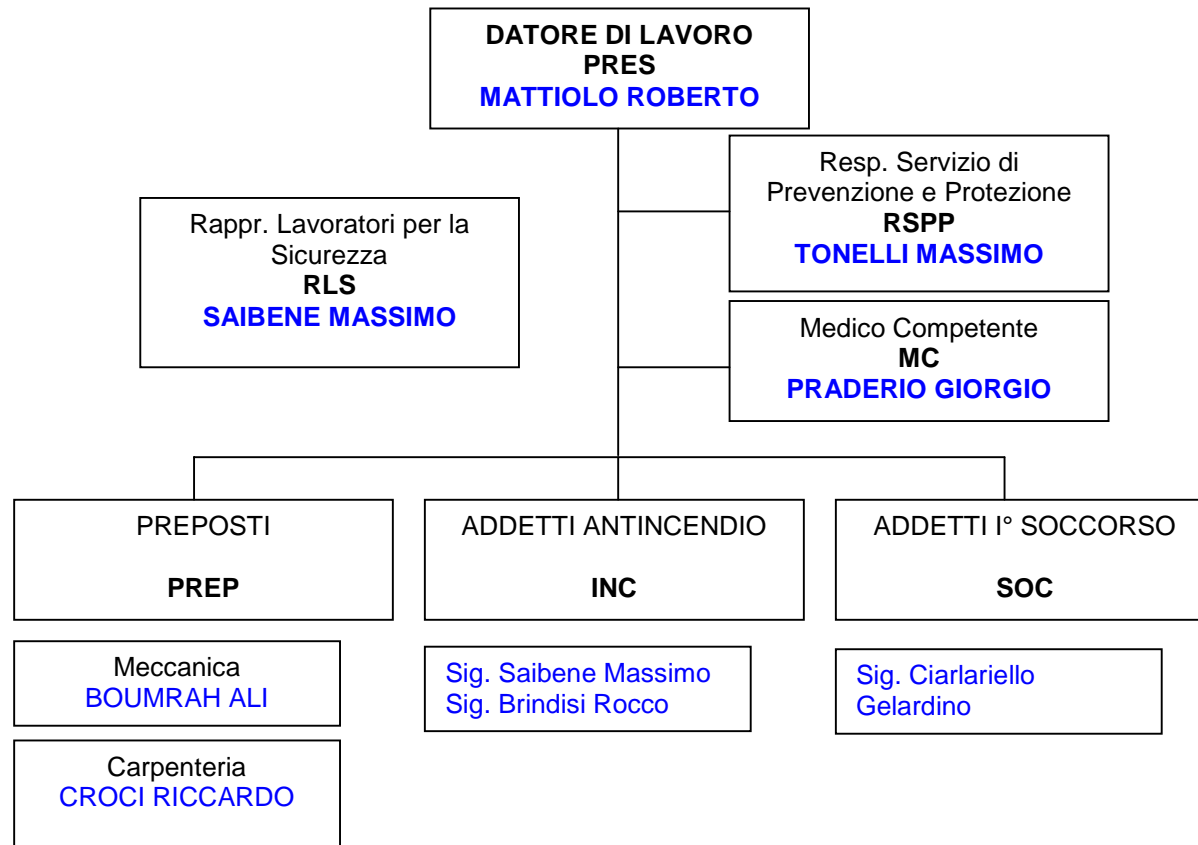 DATORE DI LAVORO
PRES
MATTIOLO ROBERTO
Resp. Servizio di
Prevenzione e Protezione
RSPP
TONELLI MASSIMO
Rappr. Lavoratori per la
Sicurezza
RLS
SAIBENE MASSIMO
Medico Competente
MC
PRADERIO GIORGIO
PREPOSTI
PREP
ADDETTI ANTINCENDIO
INC
ADDETTI I° SOCCORSO
SOC
Meccanica
BOUMRAH ALI
Sig. Saibene Massimo
Sig. Brindisi Rocco
Sig. Ciarlariello
Gelardino
Carpenteria
CROCI RICCARDO